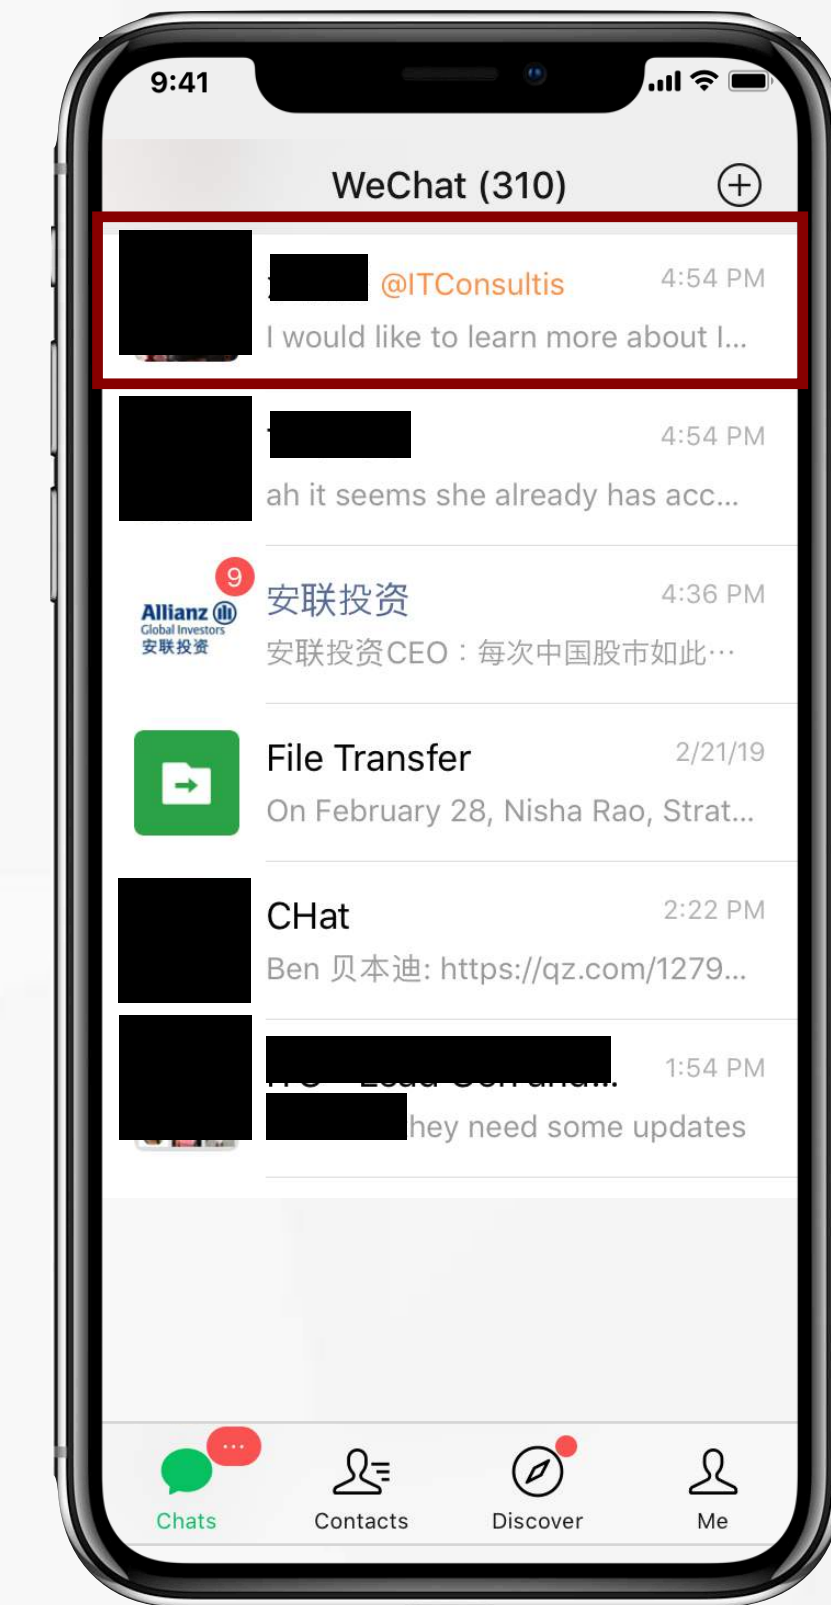 9:41
WeChat (310)
@ITConsultis
4:54 PM
I would like to learn more about I...
4:54 PM
ah it seems she already has acc...
9
Allianz
Global Investors
安联投资
安联投资
4:36 PM
安联投资CEO：每次中国股市如此…
File Transfer
2/21/19
On February 28, Nisha Rao, Strat...
CHat
2:22 PM
Ben 贝本迪: https://qz.com/1279...
1:54 PM
hey need some updates
...
Chats
Contacts
Discover
Me